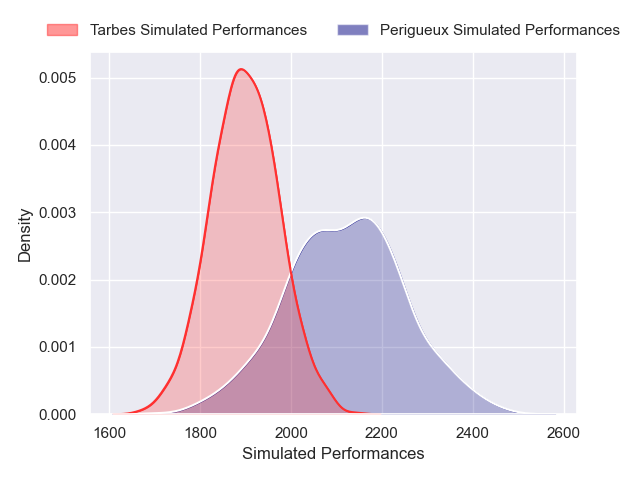 Tarbes Simulated Performances
Perigueux Simulated Performances
0.005
0.004
0.003
0.002
0.001
0.000
Density
1600 1800 2000 2200 2400 2600
Simulated Performances